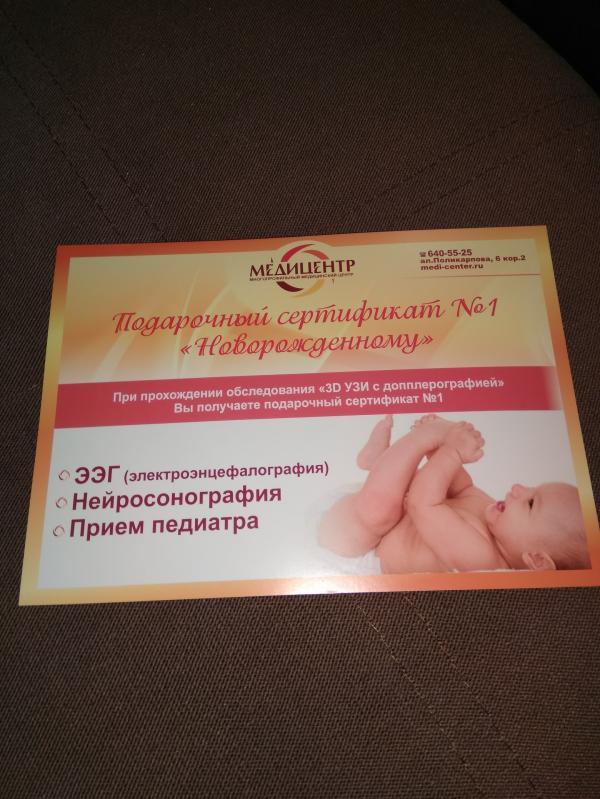 МЕДИЦЕНТР
МНОГОПРОФИЛЬНЫЙ МЕДИЦИНСКИЙ ЦЕНТР
☎640-55-25
ал.Поликарпова, 6 кор.2
medi-center.ru
Подарочный сертификат №1
«Новорожденному»
При прохождении обследования «3D УЗИ с допплерографией»
Вы получаете подарочный сертификат №1
ЭЭГ (электроэнцефалография)
Нейросонография
Прием педиатра